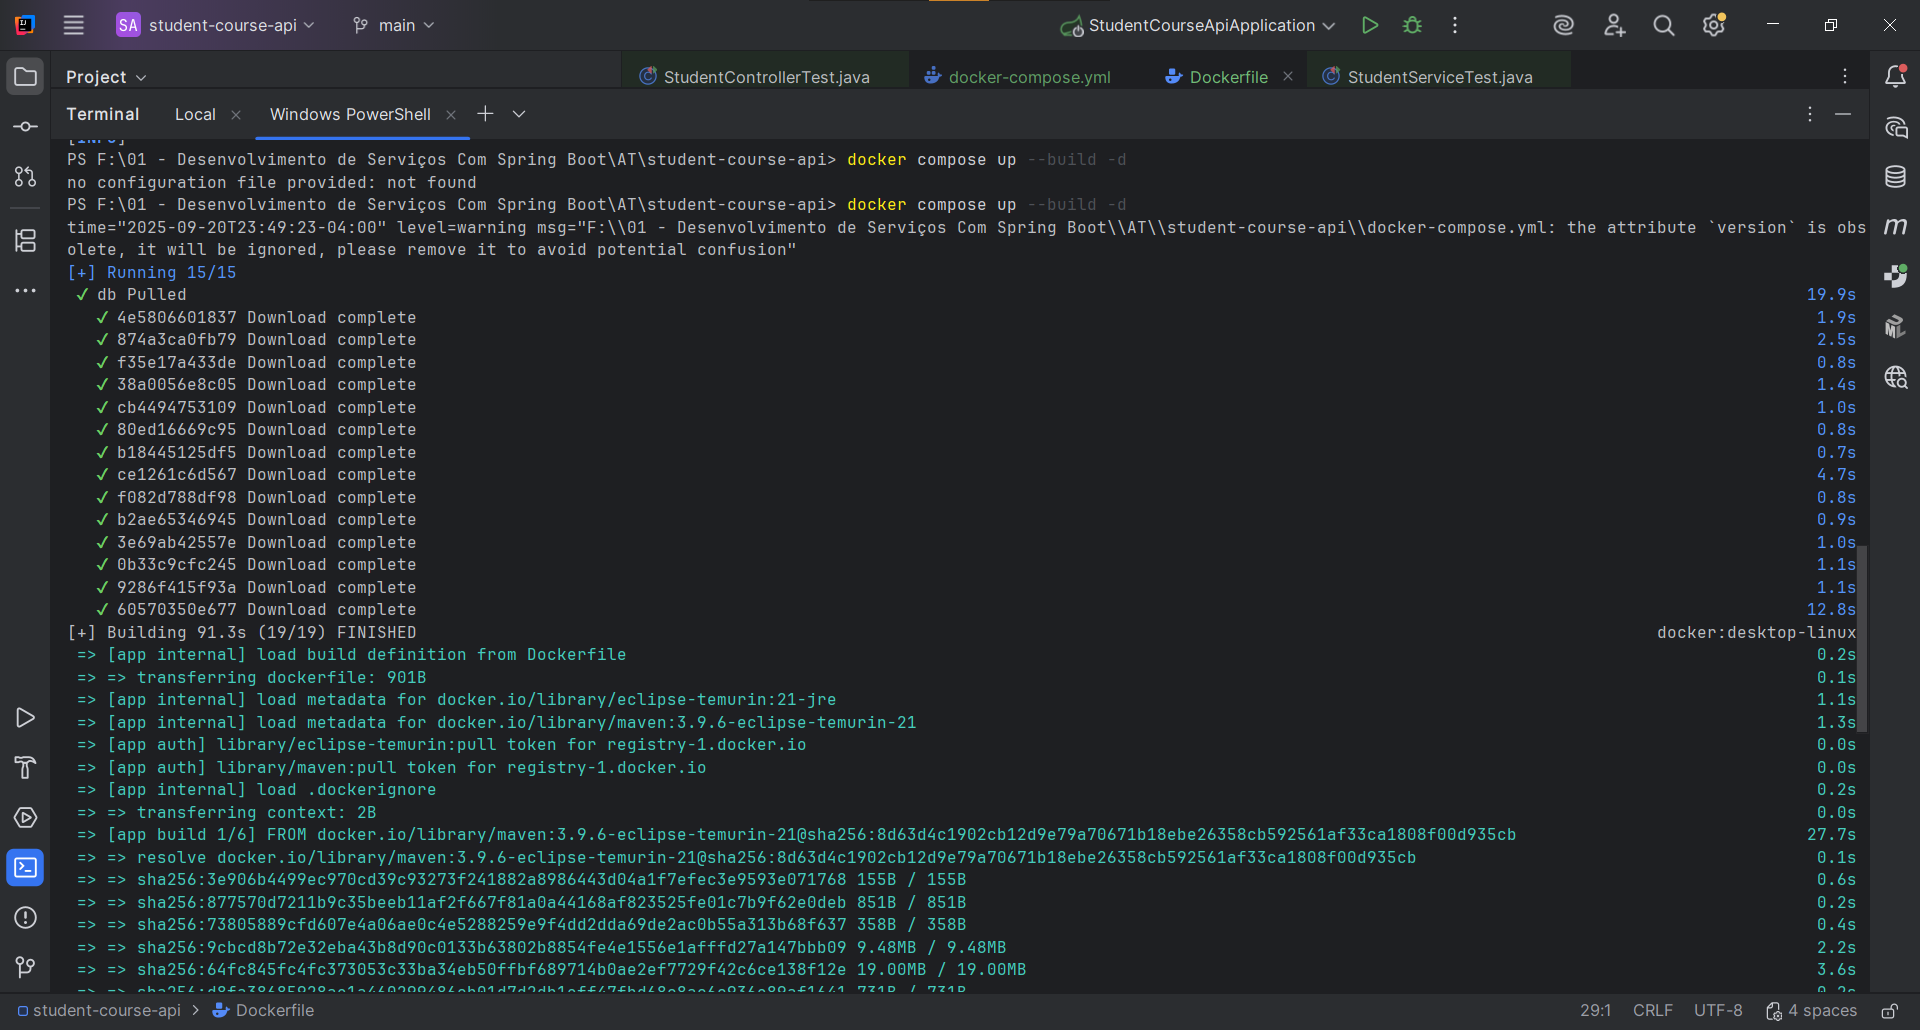 SA student-course-api main StudentCourseApiApplication
Project StudentControllerTest.java docker-compose.yml Dockerfile StudentServiceTest.java
Terminal Local Windows PowerShell
[INFO]
PS F:\01 - Desenvolvimento de Serviços Com Spring Boot\AT\student-course-api> docker compose up --build -d
no configuration file provided: not found
PS F:\01 - Desenvolvimento de Serviços Com Spring Boot\AT\student-course-api> docker compose up --build -d
time="2025-09-20T23:49:23-04:00" level=warning msg="F:\\01 - Desenvolvimento de Serviços Com Spring Boot\\AT\\student-course-api\\docker-compose.yml: the attribute `version` is obs
olete, it will be ignored, please remove it to avoid potential confusion"
[+] Running 15/15
✓ db Pulled 19.9s
✓ 4e5806601837 Download complete 1.9s
✓ 874a3ca0fb79 Download complete 2.5s
✓ f35e17a433de Download complete 0.8s
✓ 38a0056e8c05 Download complete 1.4s
✓ cb4494753109 Download complete 1.0s
✓ 80ed16669c95 Download complete 0.8s
✓ b18445125df5 Download complete 0.7s
✓ ce1261c6d567 Download complete 4.7s
✓ f082d788df98 Download complete 0.8s
✓ b2ae65346945 Download complete 0.9s
✓ 3e69ab42557e Download complete 1.0s
✓ 0b33c9cfc245 Download complete 1.1s
✓ 9286f415f93a Download complete 1.1s
✓ 60570350e677 Download complete 12.8s
[+] Building 91.3s (19/19) FINISHED docker:desktop-linux
=> [app internal] load build definition from Dockerfile 0.2s
=> => transferring dockerfile: 901B 0.1s
=> [app internal] load metadata for docker.io/library/eclipse-temurin:21-jre 1.1s
=> [app internal] load metadata for docker.io/library/maven:3.9.6-eclipse-temurin-21 1.3s
=> [app auth] library/eclipse-temurin:pull token for registry-1.docker.io 0.0s
=> [app auth] library/maven:pull token for registry-1.docker.io 0.0s
=> [app internal] load .dockerignore 0.2s
=> => transferring context: 2B 0.0s
=> [app build 1/6] FROM docker.io/library/maven:3.9.6-eclipse-temurin-21@sha256:8d63d4c1902cb12d9e79a70671b18ebe26358cb592561af33ca1808f00d935cb 27.7s
=> => resolve docker.io/library/maven:3.9.6-eclipse-temurin-21@sha256:8d63d4c1902cb12d9e79a70671b18ebe26358cb592561af33ca1808f00d935cb 0.1s
=> => sha256:3e906b4499ec970cd39c93273f241882a8986443d04a1f7efec3e9593e071768 155B / 155B 0.6s
=> => sha256:877570d7211b9c35beeb11af2f667f81a0a44168af823525fe01c7b9f62e0deb 851B / 851B 0.2s
=> => sha256:73805889cfd607e4a06ae0c4e5288259e9f4dd2dda69de2ac0b55a313b68f637 358B / 358B 0.4s
=> => sha256:9cbcd8b72e32eba43b8d90c0133b63802b8854fe4e1556e1afffd27a147bbb09 9.48MB / 9.48MB 2.2s
=> => sha256:64fc845fc4fc373053c33ba34eb50ffbf689714b0ae2ef7729f42c6ce138f12e 19.00MB / 19.00MB 3.6s
student-course-api > Dockerfile 29:1 CRLF UTF-8 4 spaces